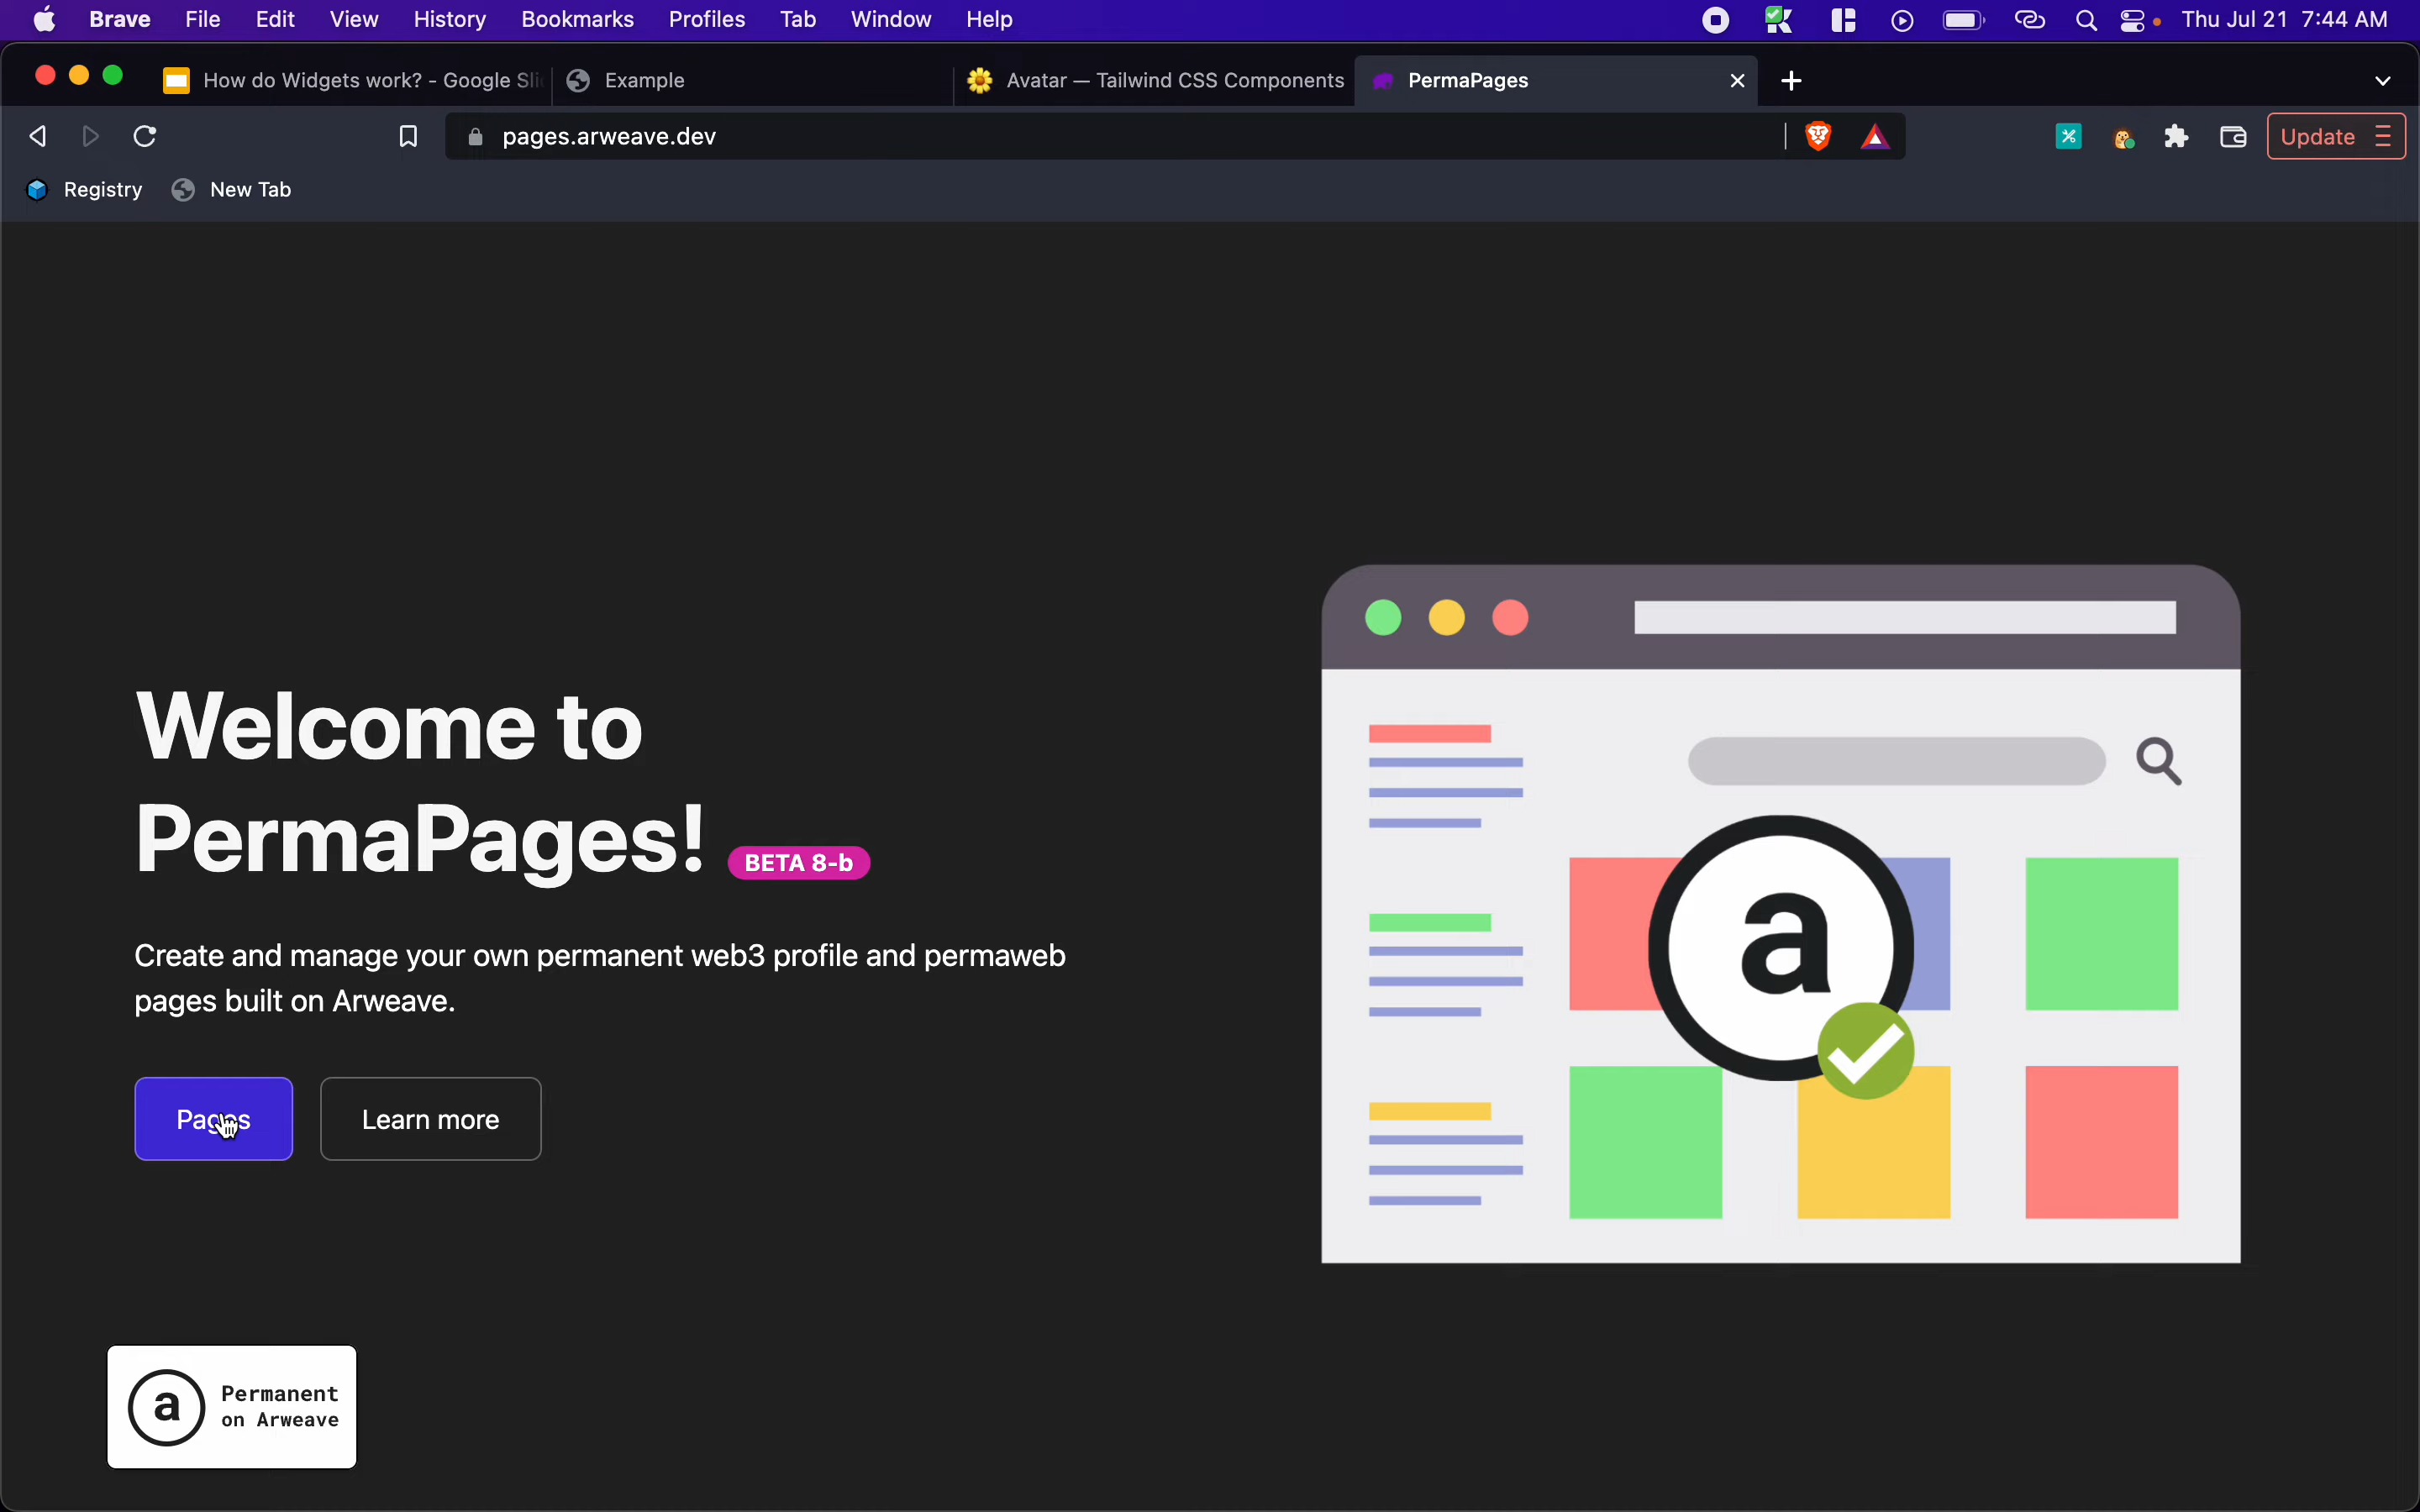 Brave File Edit View History Bookmarks Profiles Tab Window Help Thu Jul 21 7:44 AM
How do Widgets work? - Google Sli Example Avatar — Tailwind CSS Components PermaPages
pages.arweave.dev Update
Registry New Tab
Welcome to
PermaPages! BETA 8-b
Create and manage your own permanent web3 profile and permaweb
pages built on Arweave.
Pages Learn more
a
a Permanent
on Arweave